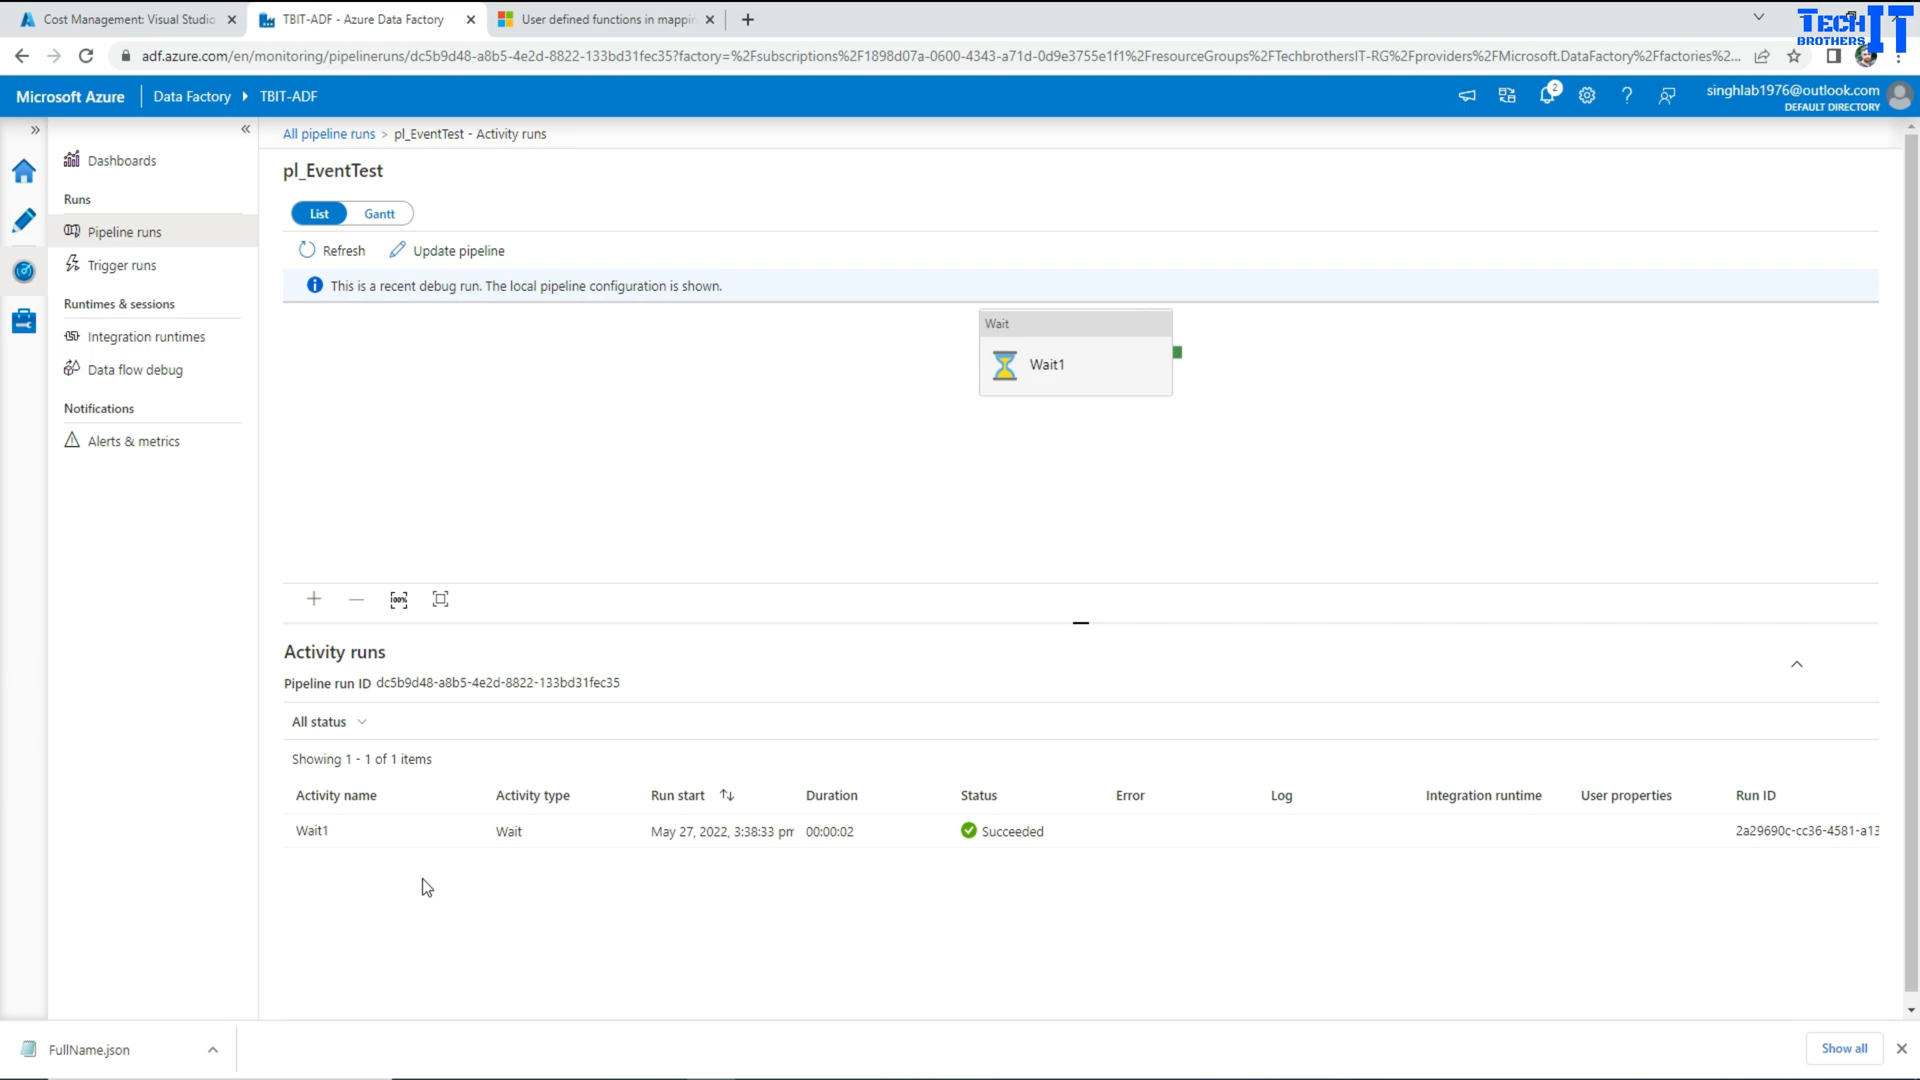 Cost Management: Visual Studio
TBIT-ADF - Azure Data Factory
User defined functions in mappin
TECH IT
BROTHERS
adf.azure.com/en/monitoring/pipelineruns/dc5b9d48-a8b5-4e2d-8822-133bd31fec35?factory=%2Fsubscriptions%2F1898d07a-0600-4343-a71d-0d9e3755e1f1%2FresourceGroups%2FTechbrothersIT-RG%2Fproviders%2FMicrosoft.DataFactory%2Ffactories%2...
Microsoft Azure
Data Factory
TBIT-ADF
2
singhlab1976@outlook.com
DEFAULT DIRECTORY
All pipeline runs > pl_EventTest - Activity runs
Dashboards
Runs
Pipeline runs
Trigger runs
Runtimes & sessions
Integration runtimes
Data flow debug
Notifications
Alerts & metrics
pl_EventTest
List
Gantt
Refresh
Update pipeline
This is a recent debug run. The local pipeline configuration is shown.
Wait
Wait1
100%
Activity runs
Pipeline run ID dc5b9d48-a8b5-4e2d-8822-133bd31fec35
All status
Showing 1 - 1 of 1 items
Activity name Activity type Run start Duration Status Error Log Integration runtime User properties Run ID
Wait1 Wait May 27, 2022, 3:38:33 pm 00:00:02 Succeeded 2a29690c-cc36-4581-a13
FullName.json
Show all